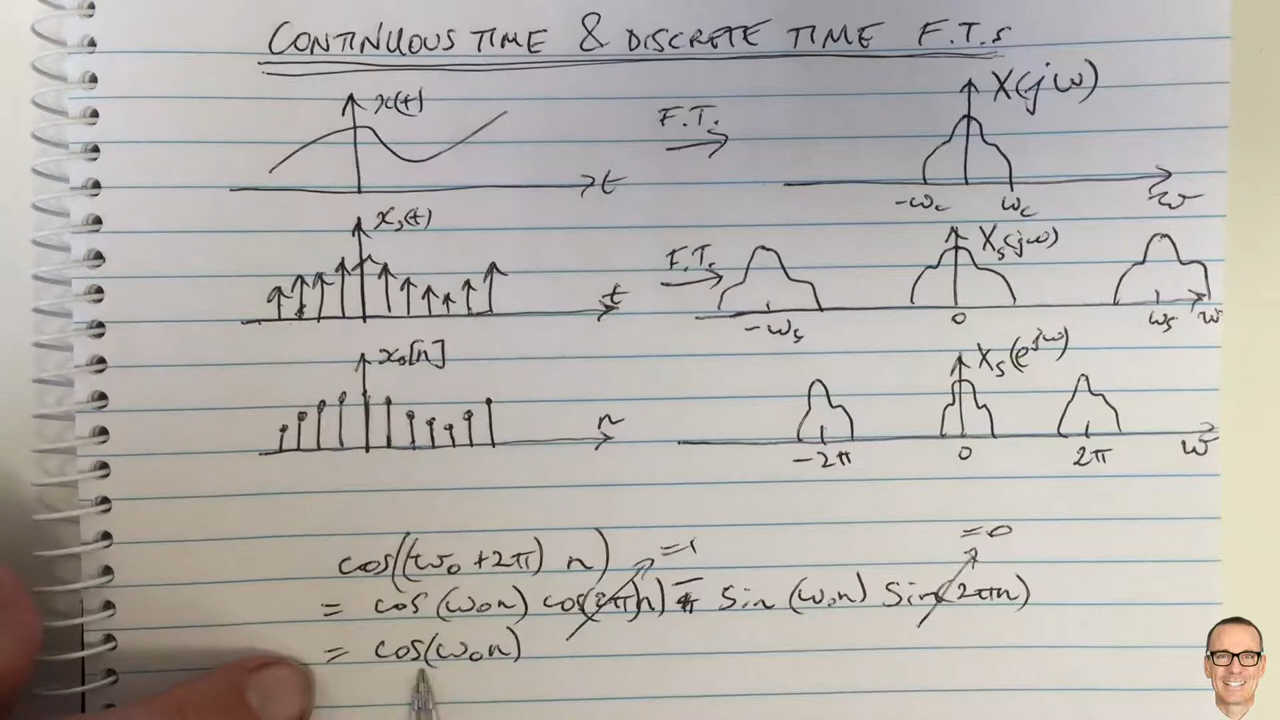 CONTINUOUS TIME & DISCRETE TIME F.T.s
x(t)
t
F.T.
X(jω)
-ωc
ωc
ω
xs(t)
t
F.T.
Xs(jω)
-ωs
0
ωs
ω
xs[n]
n
Xs(e^jω)
-2π
0
2π
ω
cos((ω0+2π) n)
=1
=0
= cos(ω0n) cos(2πn) - sin(ω0n) sin(2πn)
= cos(ω0n)